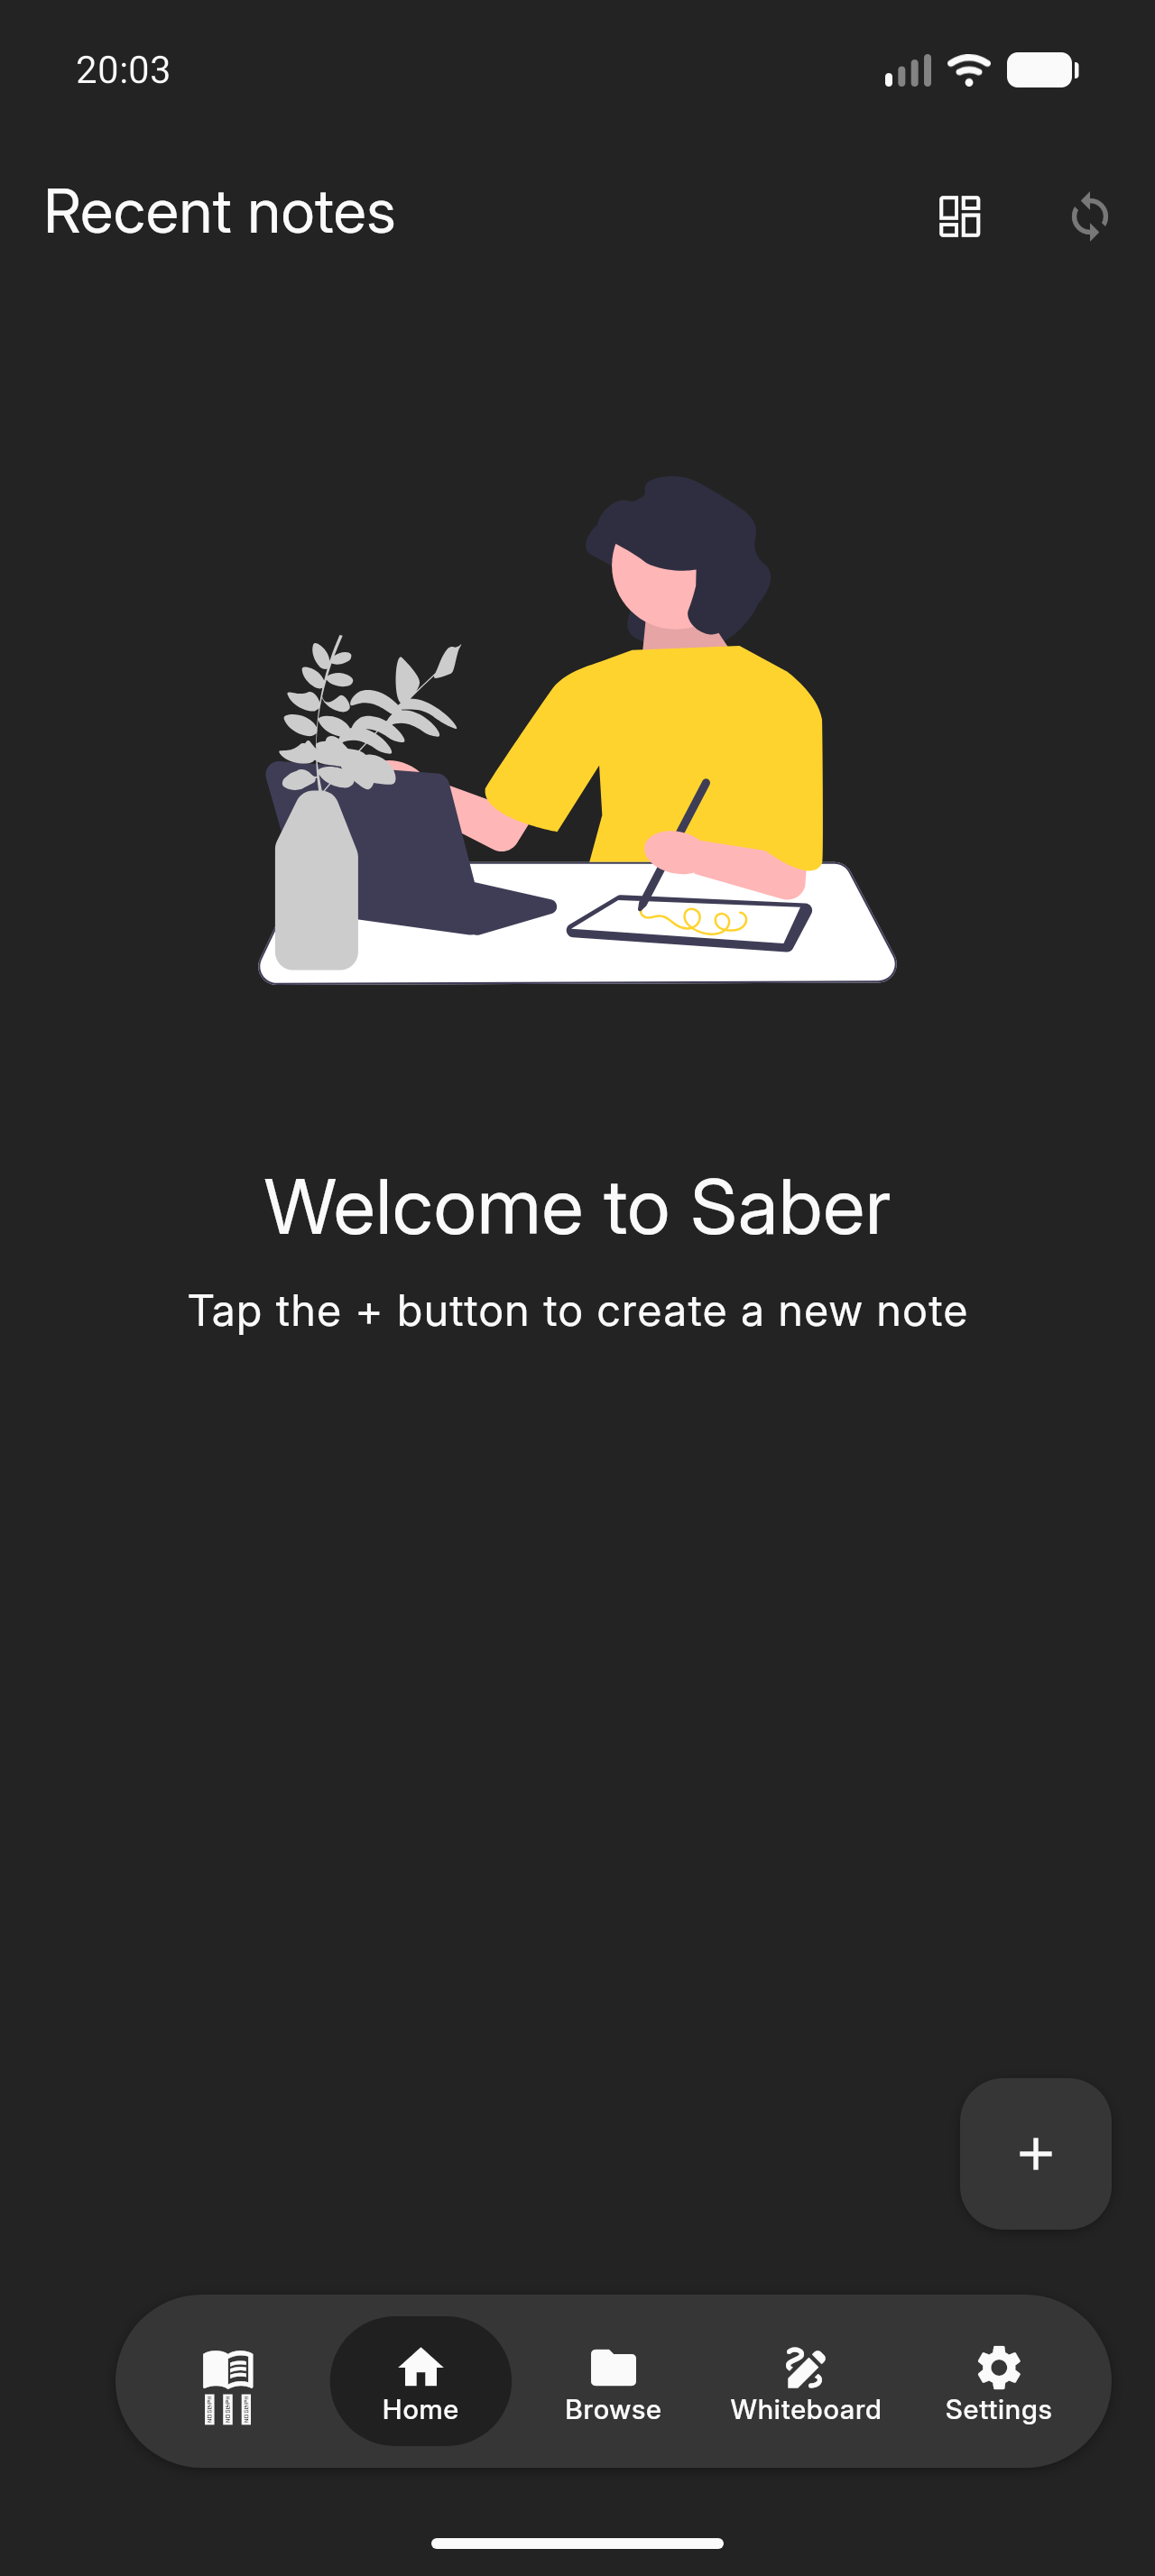 20:03
Recent notes
Welcome to Saber
Tap the + button to create a new note
Home
Browse
Whiteboard
Settings